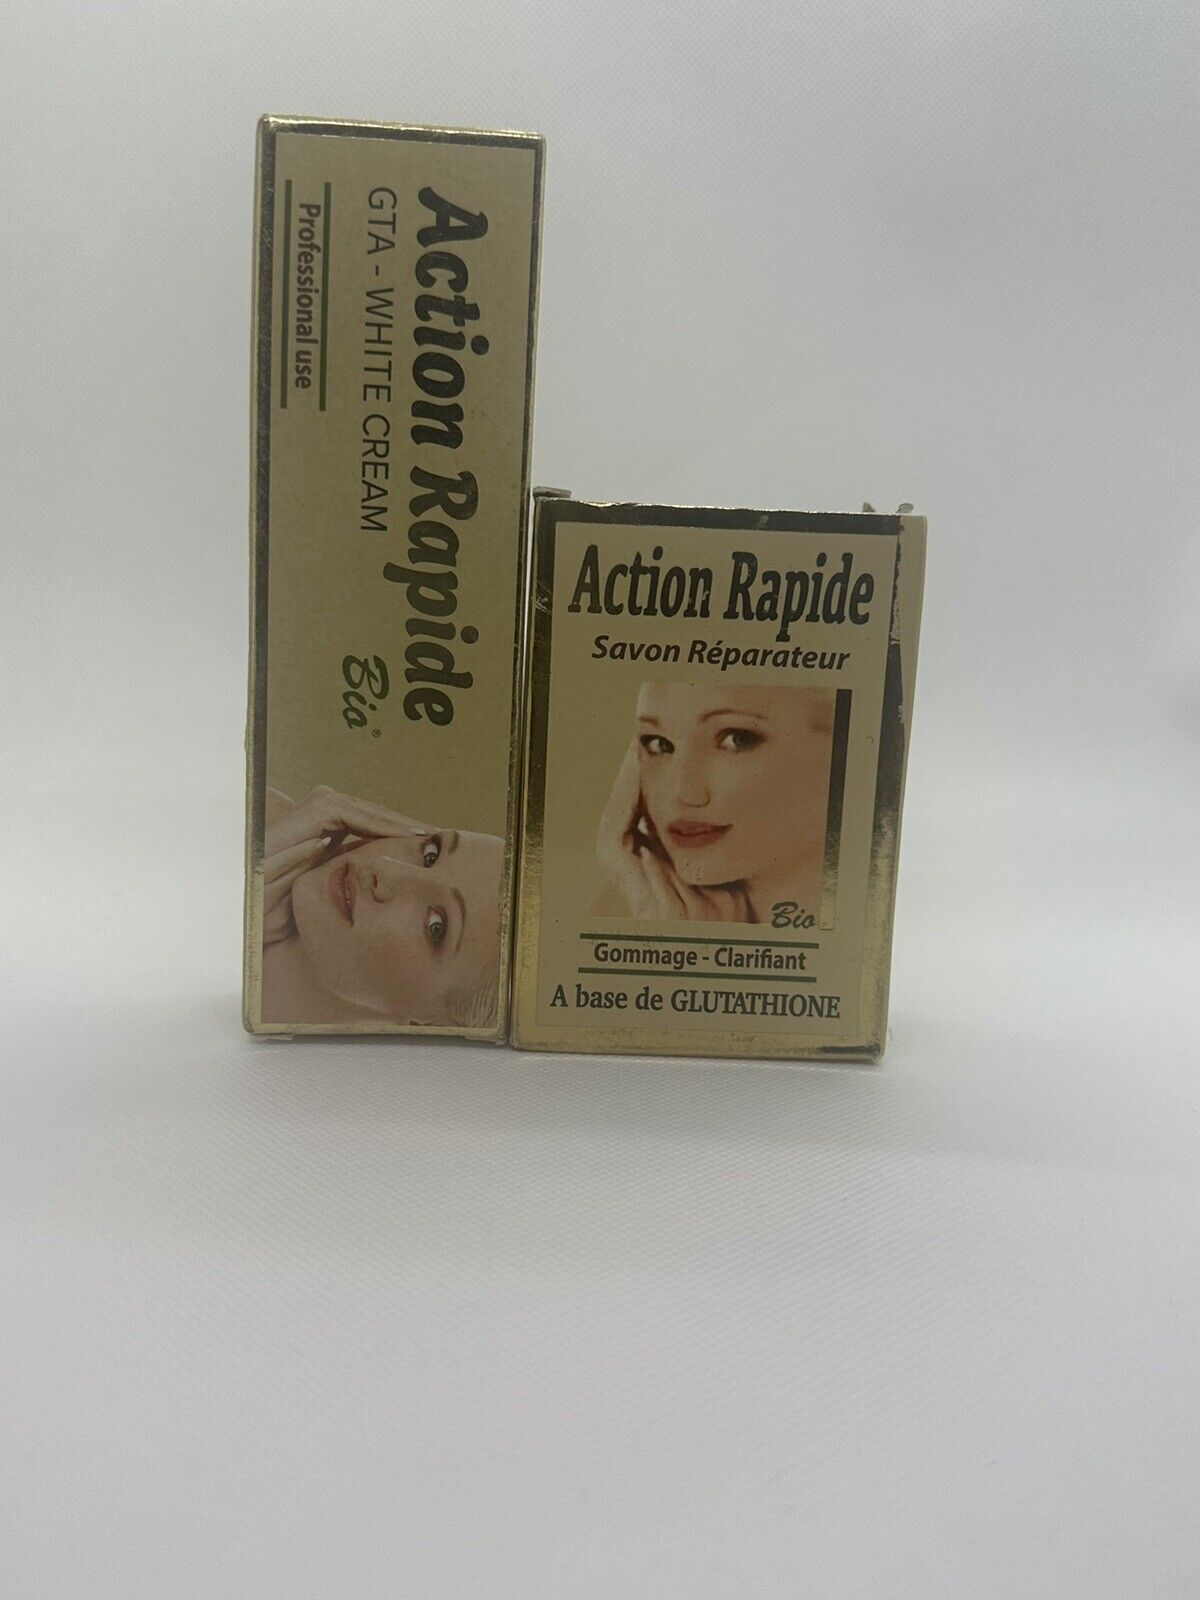 Action Rapide
GTA - WHITE CREAM
Bio®
Professional use
Action Rapide
Savon Réparateur
Bio
Gommage - Clarifiant
A base de GLUTATHIONE